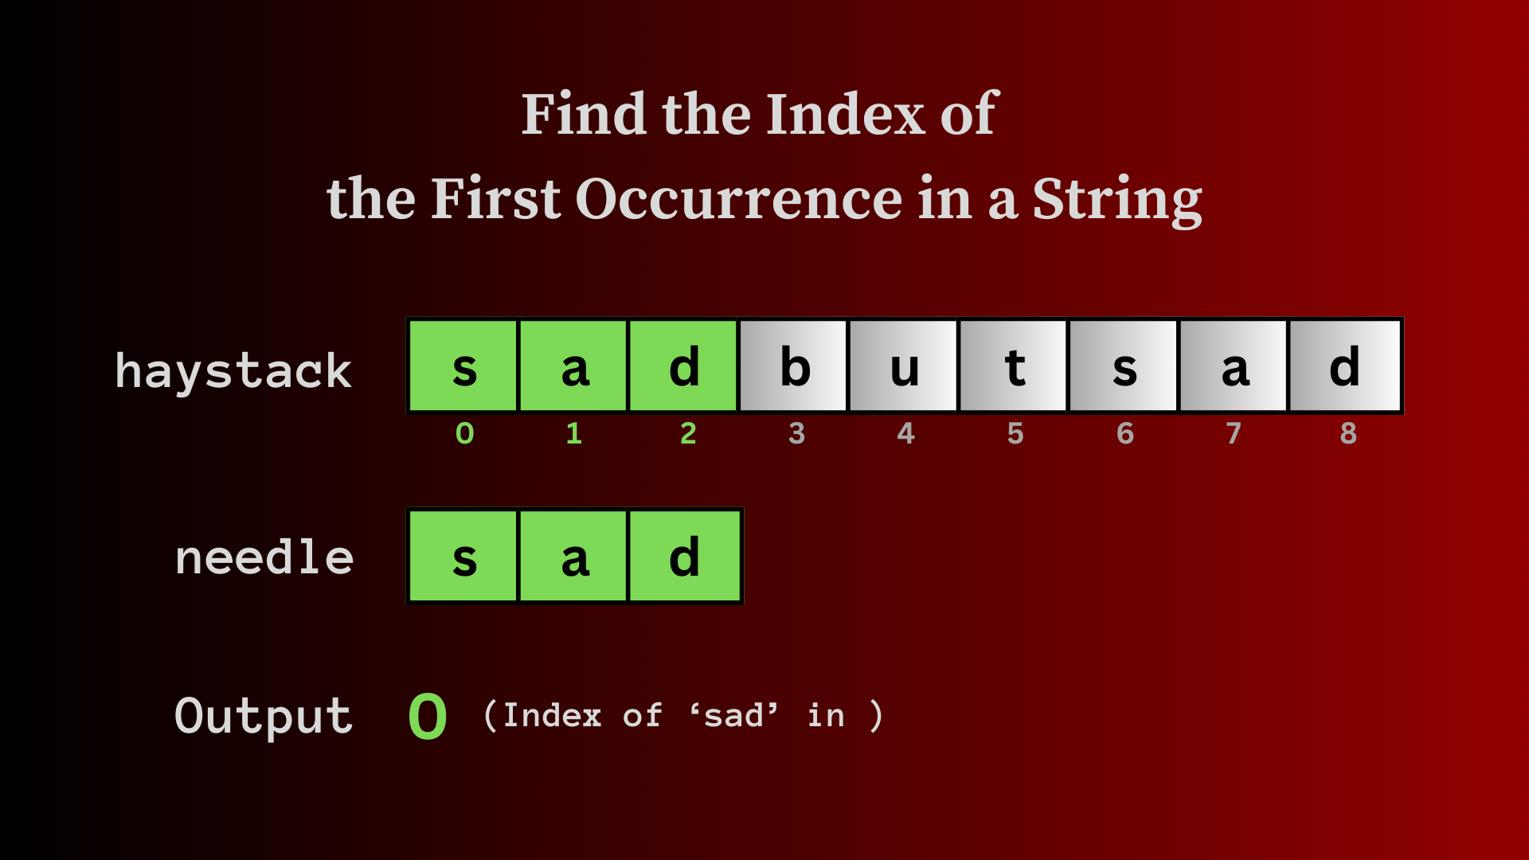 Find the Index of
the First Occurrence in a String
haystack s a d b u t s a d
0 1 2 3 4 5 6 7 8
needle s a d
Output 0 (Index of ‘sad’ in )